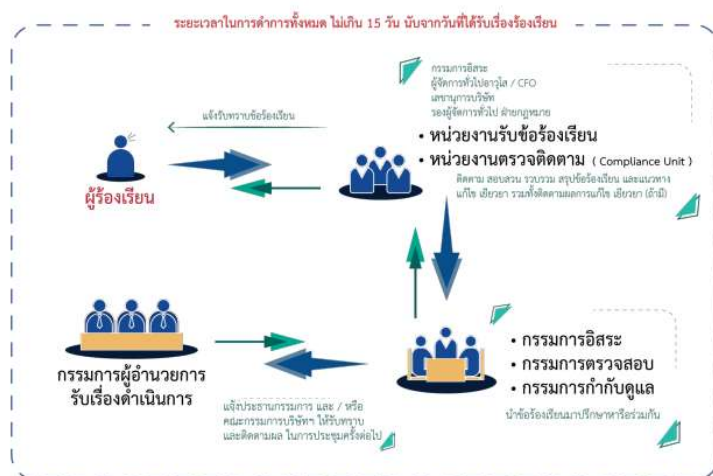 ระยะเวลาในการดำการทั้งหมด ไม่เกิน 15 วัน นับจากวันที่ได้รับเรื่องร้องเรียน
กรรมการอิสระ
ผู้จัดการทั่วไปอาวุโส / CFO
เลขานุการบริษัท
รองผู้จัดการทั่วไป ฝ่ายกฎหมาย
• หน่วยงานรับข้อร้องเรียน
• หน่วยงานตรวจติดตาม ( Compliance Unit )
ติดตาม สอบสวน รวบรวม สรุปข้อร้องเรียน และแนวทาง
แก้ไข เยียวยา รวมทั้งติดตามผลการแก้ไข เยียวยา (ถ้ามี)
แจ้งรับทราบข้อร้องเรียน
ผู้ร้องเรียน
กรรมการผู้อำนวยการ
รับเรื่องดำเนินการ
• กรรมการอิสระ
• กรรมการตรวจสอบ
• กรรมการกำกับดูแล
นำข้อร้องเรียนมาปรึกษาหารือร่วมกัน
แจ้งประธานกรรมการ และ / หรือ
คณะกรรมการบริษัทฯ ให้รับทราบ
และติดตามผล ในการประชุมครั้งต่อไป